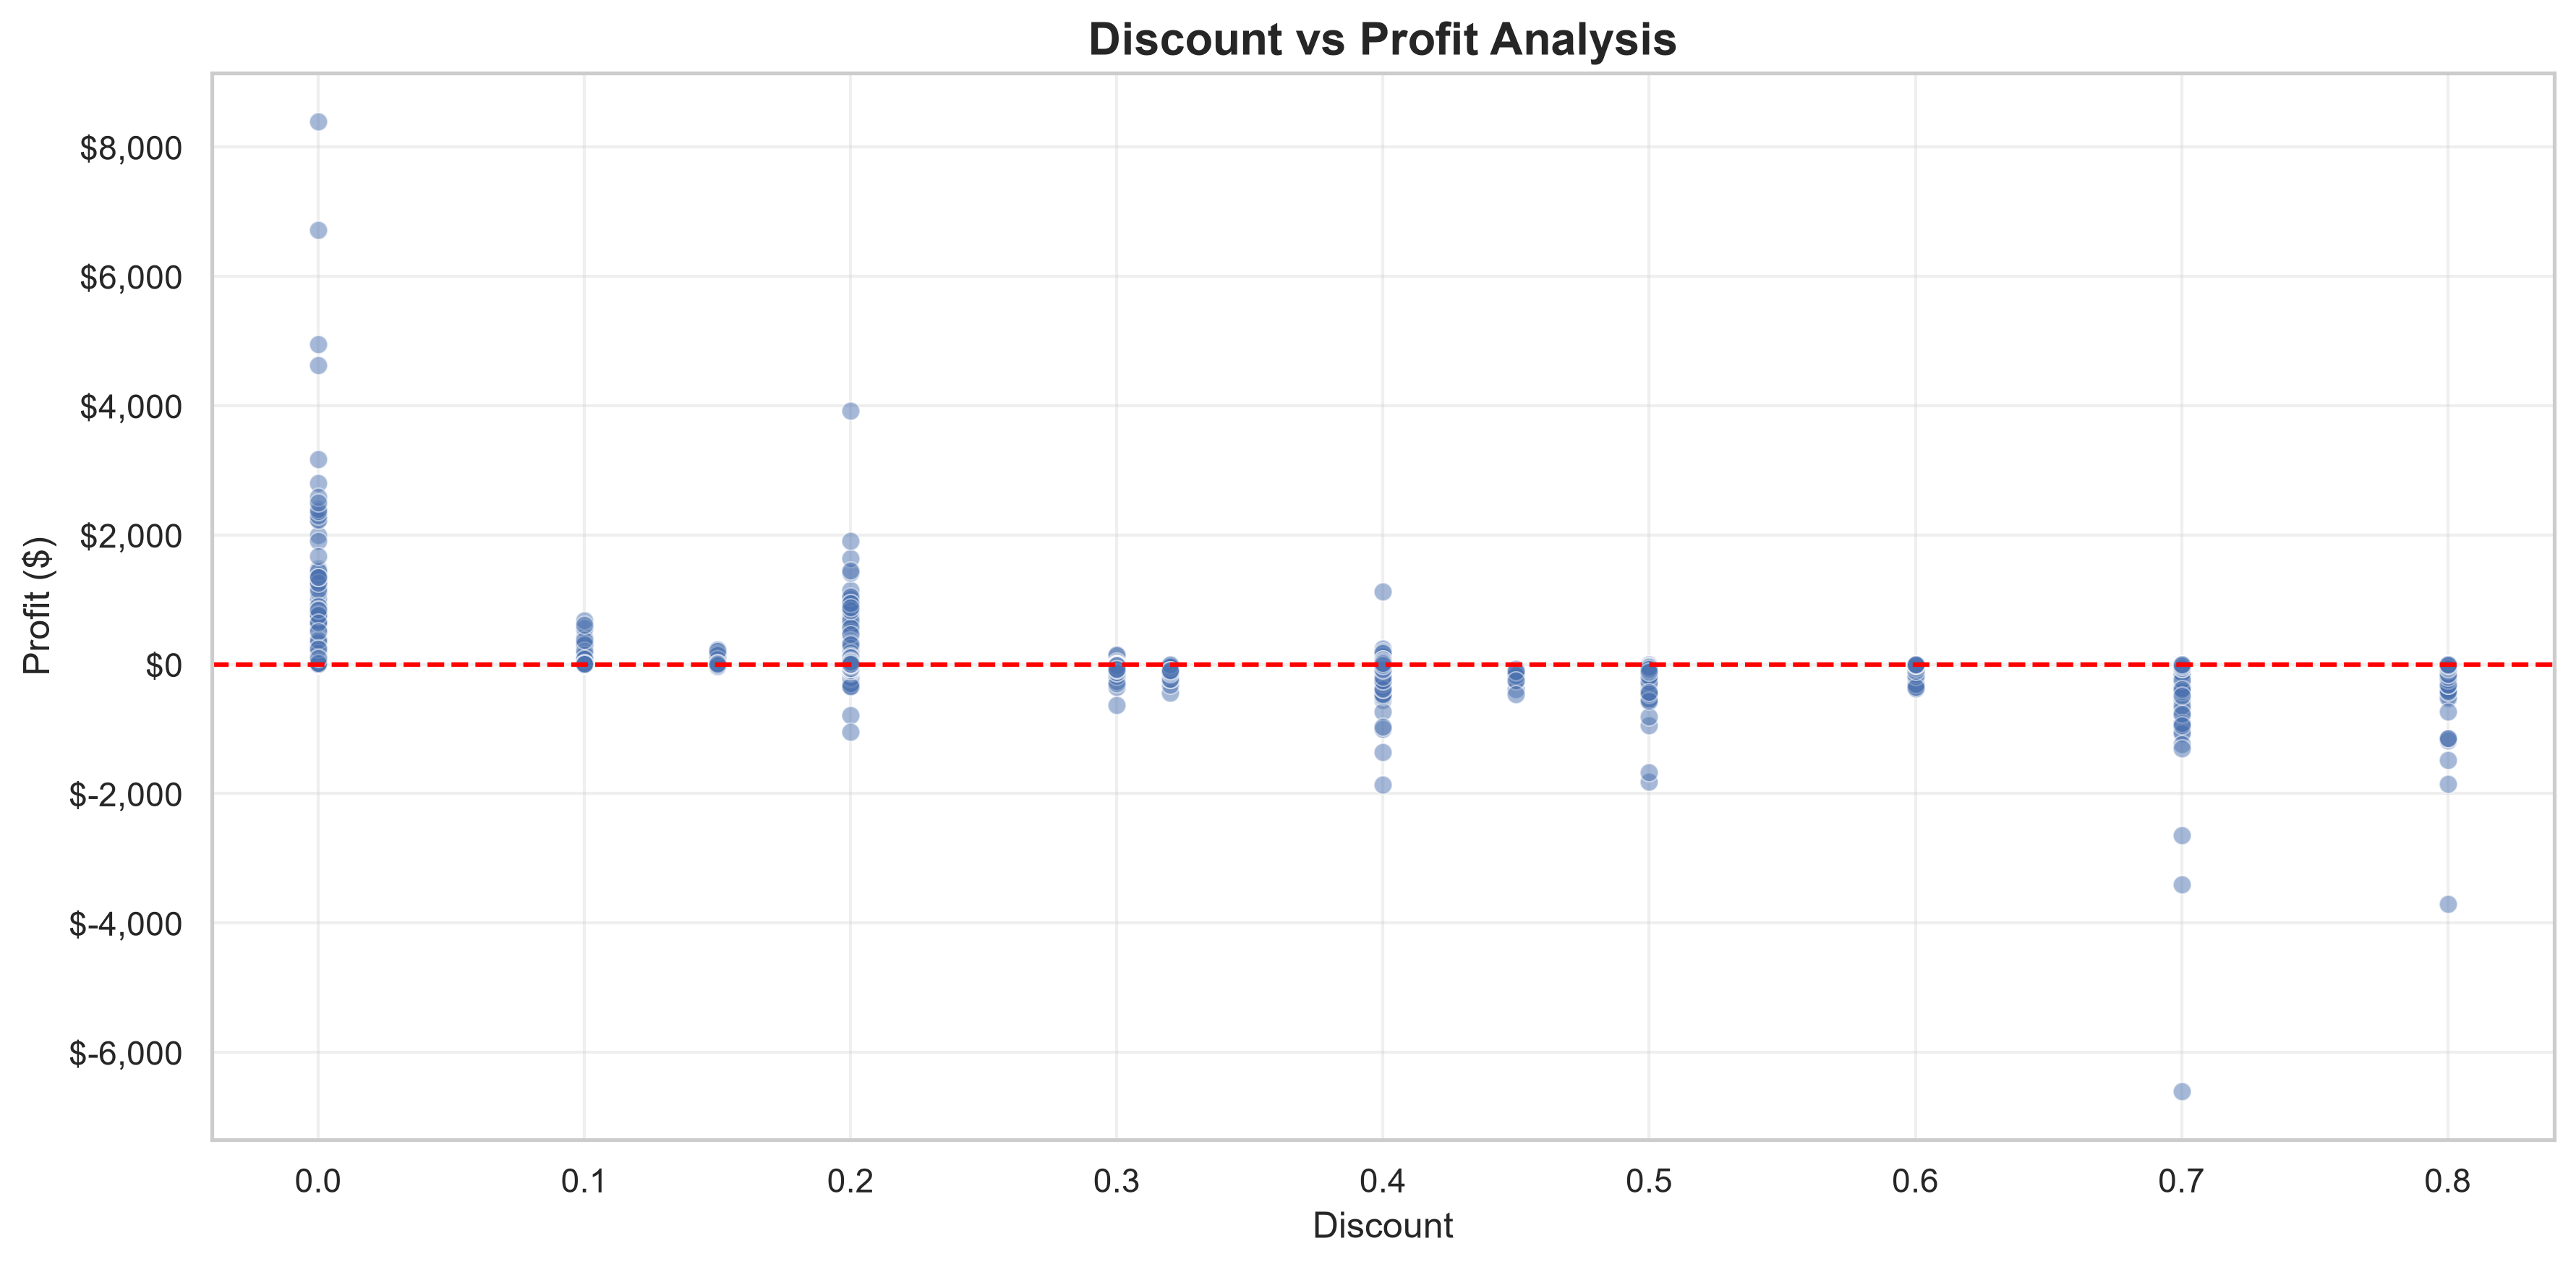 Discount vs Profit Analysis
$8,000
$6,000
$4,000
$2,000
$0
$-2,000
$-4,000
$-6,000
Profit ($)
0.0 0.1 0.2 0.3 0.4 0.5 0.6 0.7 0.8
Discount